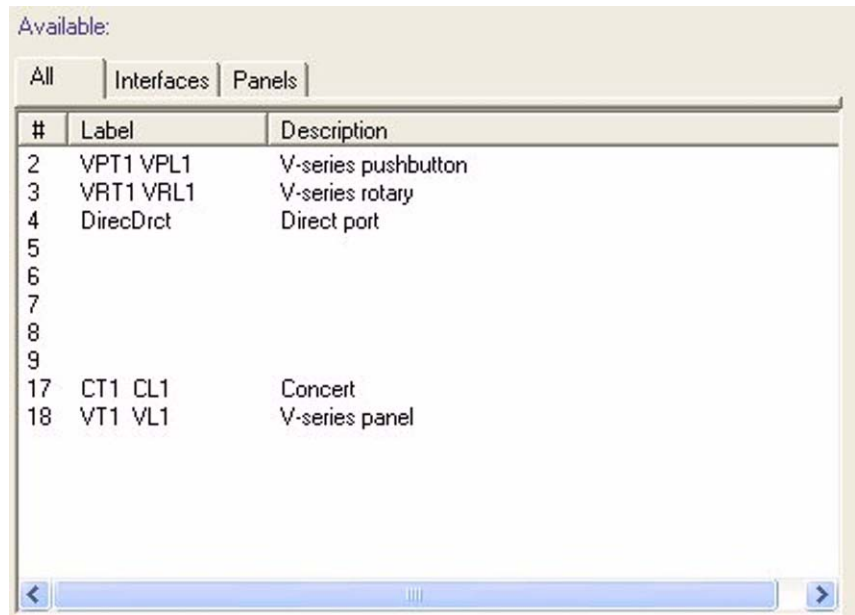 Available:
All Interfaces Panels
# Label Description
2 VPT1 VPL1 V-series pushbutton
3 VRT1 VRL1 V-series rotary
4 DirecDrct Direct port
5
6
7
8
9
17 CT1 CL1 Concert
18 VT1 VL1 V-series panel